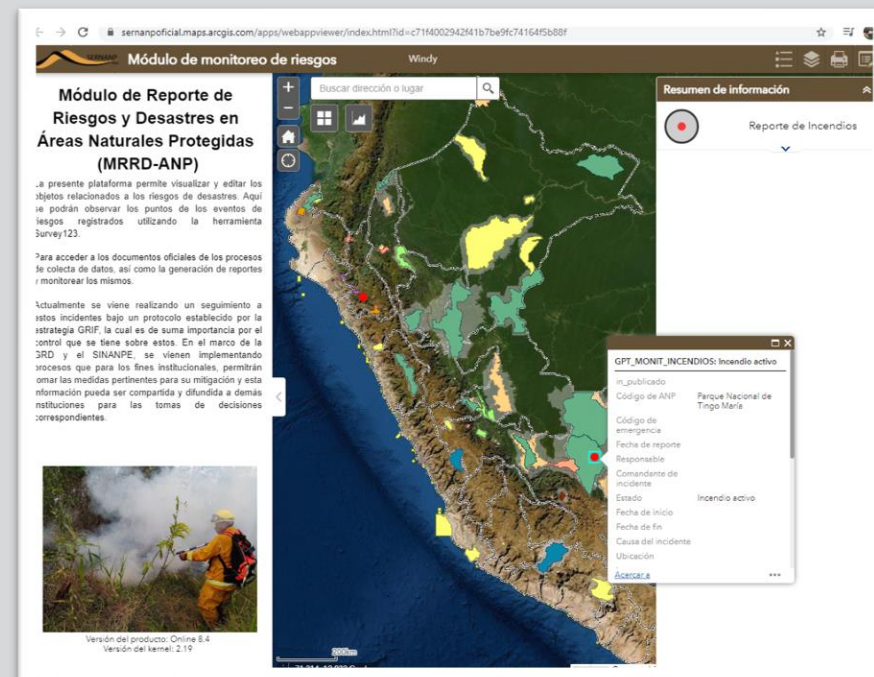 sernanpoficial.maps.arcgis.com/apps/webappviewer/index.html?id=c71f4002942f41b7be9fc74164f5b88f
SERNANP
Módulo de monitoreo de riesgos
Windy
Módulo de Reporte de
Riesgos y Desastres en
Áreas Naturales Protegidas
(MRRD-ANP)
La presente plataforma permite visualizar y editar los
objetos relacionados a los riesgos de desastres. Aquí
se podrán observar los puntos de los eventos de
riesgos registrados utilizando la herramienta
Survey123.
Para acceder a los documentos oficiales de los procesos
de colecta de datos, así como la generación de reportes
y monitorear los mismos.
Actualmente se viene realizando un seguimiento a
estos incidentes bajo un protocolo establecido por la
estrategia GRIF, la cual es de suma importancia por el
control que se tiene sobre estos. En el marco de la
GRD y el SINANPE, se vienen implementando
procesos que para los fines institucionales, permitrán
tomar las medidas pertinentes para su mitigación y esta
nformación pueda ser compartida y difundida a demás
instituciones para las tomas de decisiones
correspondientes.
Versión del producto: Online 8.4
Versión del kernel: 2.19
Buscar dirección o lugar
200km
Resumen de información
Reporte de Incendios
GPT_MONIT_INCENDIOS: Incendio activo
in_publicado
Código de ANP Parque Nacional de
Tingo María
Código de
emergencia
Fecha de reporte
Responseble
Comandante de
incidente
Estado Incendio activo
Fecha de inicio
Fecha de fin
Causa del incidente
Ubicación
Acercar a